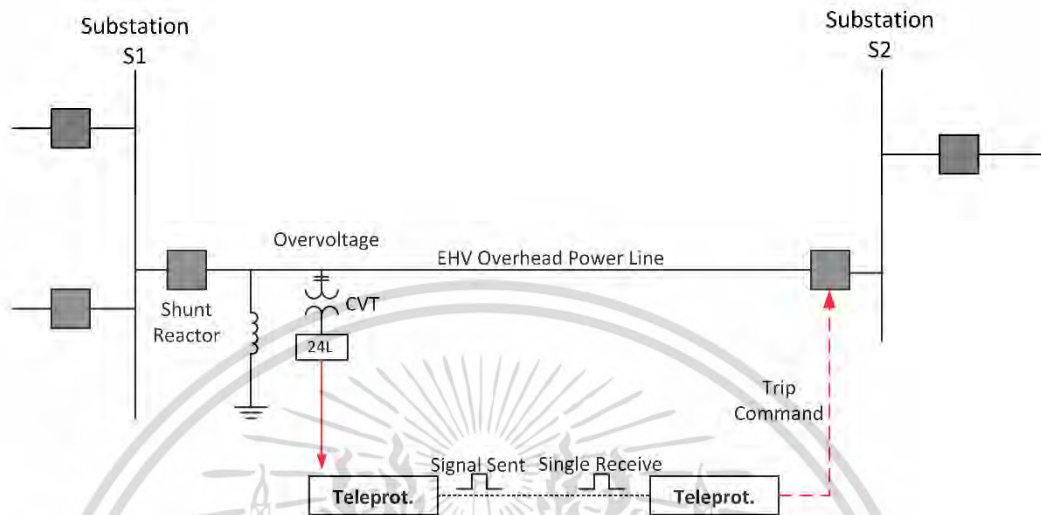 Substation
S1
Substation
S2
Overvoltage
EHV Overhead Power Line
Shunt
Reactor
CVT
24L
Trip
Command
Signal Sent
Single Receive
Teleprot.
Teleprot.